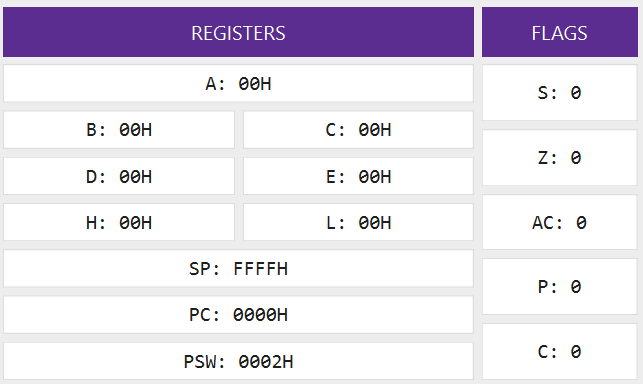 REGISTERS
FLAGS
A: 00H
B: 00H
C: 00H
D: 00H
E: 00H
H: 00H
L: 00H
SP: FFFFH
PC: 0000H
PSW: 0002H
S: 0
Z: 0
AC: 0
P: 0
C: 0